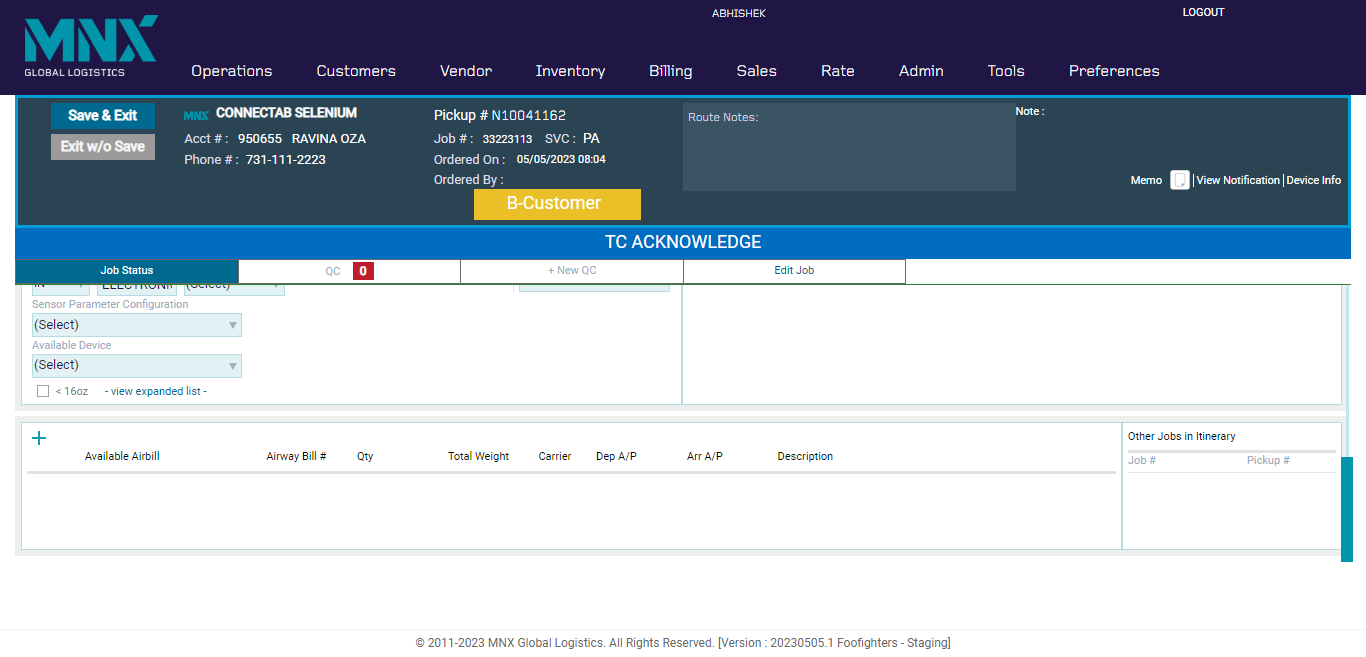 ABHISHEK
LOGOUT
MNX
GLOBAL LOGISTICS
Operations Customers Vendor Inventory Billing Sales Rate Admin Tools Preferences
Save & Exit
Exit w/o Save
MNX CONNECTAB SELENIUM
Acct # : 950655 RAVINA OZA
Phone # : 731-111-2223
Pickup # N10041162
Job # : 33223113 SVC : PA
Ordered On : 05/05/2023 08:04
Ordered By :
B-Customer
Route Notes:
Note :
Memo | View Notification | Device Info
TC ACKNOWLEDGE
Job Status QC 0 + New QC Edit Job
IN ELECTRONI (Select)
Sensor Parameter Configuration
(Select)
Available Device
(Select)
< 16oz - view expanded list -
+
Available Airbill Airway Bill # Qty Total Weight Carrier Dep A/P Arr A/P Description
Other Jobs in Itinerary
Job # Pickup #
© 2011-2023 MNX Global Logistics. All Rights Reserved. [Version : 20230505.1 Foofighters - Staging]